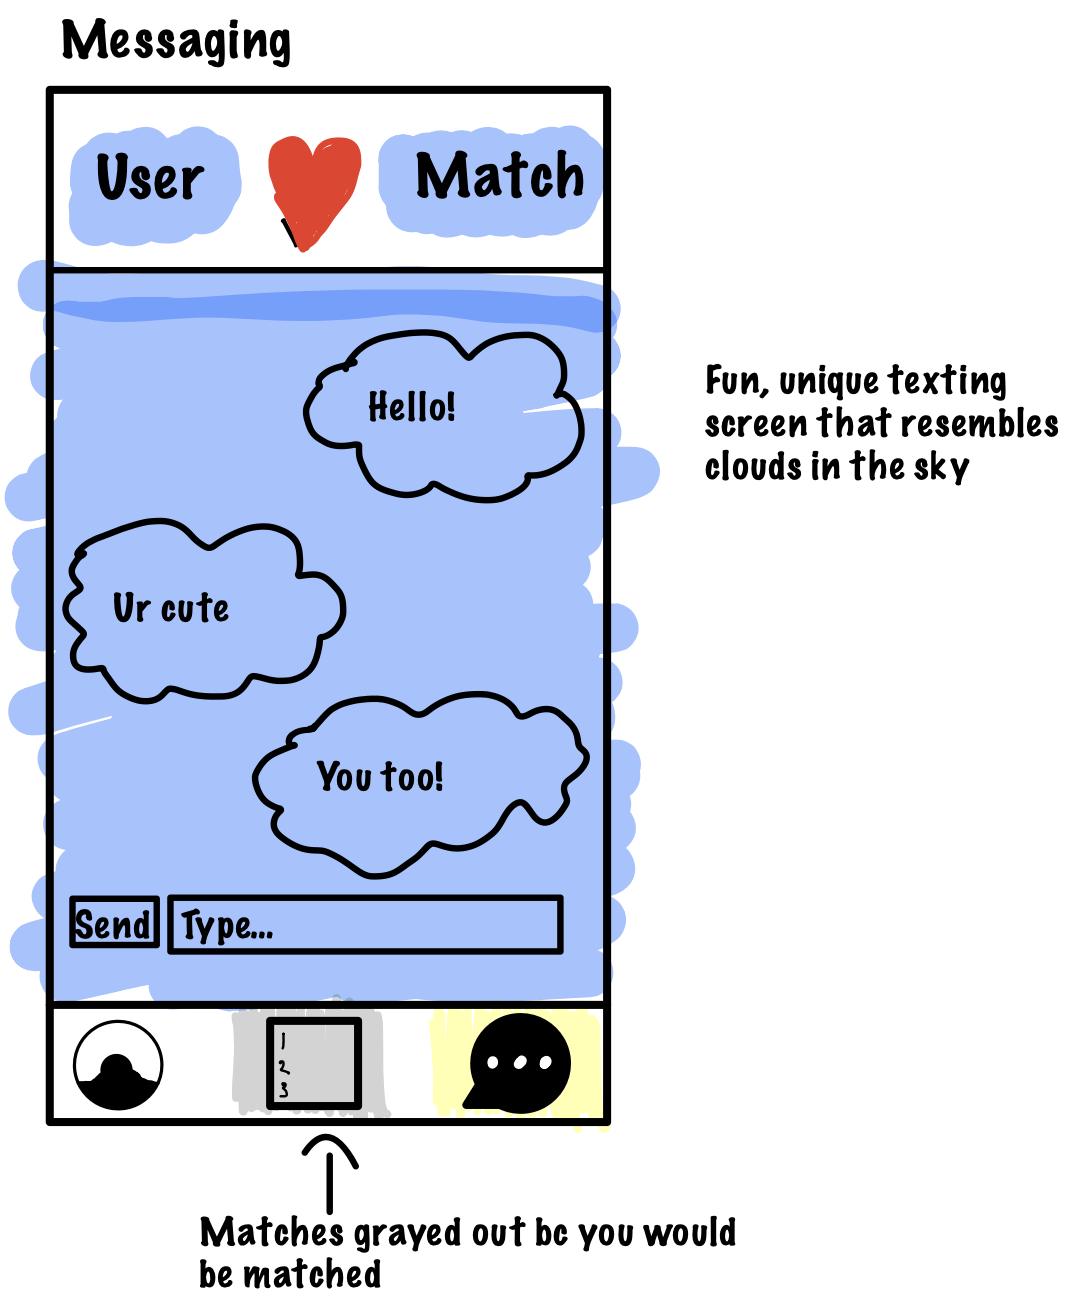 Messaging
User Match
Hello!
Fun, unique texting
screen that resembles
clouds in the sky
Ur cute
You too!
Send Type...
1
2
3
Matches grayed out bc you would
be matched